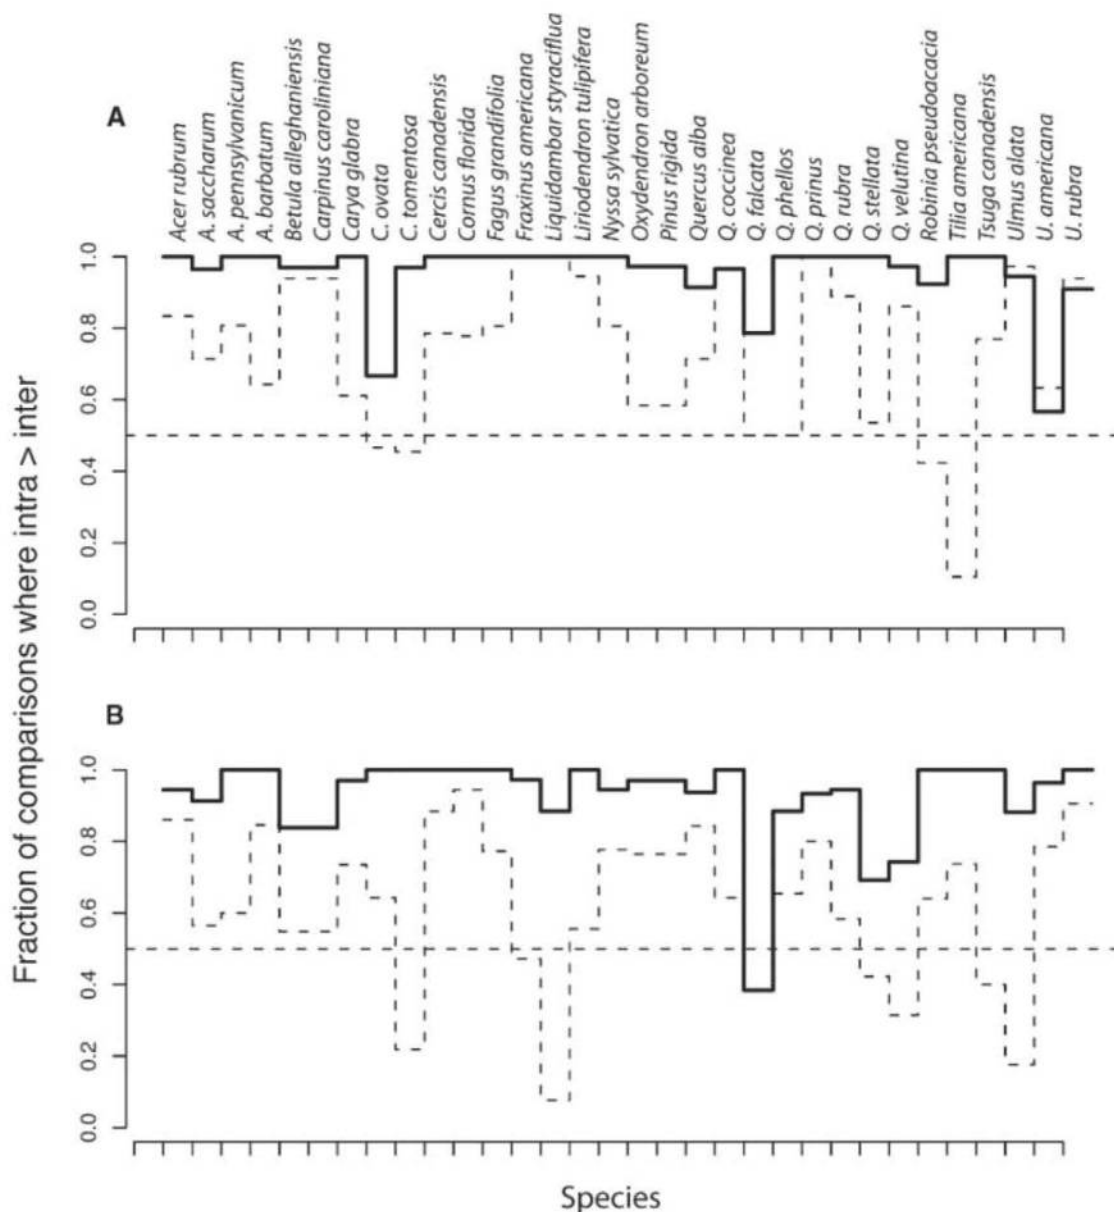 A
Acer rubrum
A. saccharum
A. pennsylvanicum
A. barbatum
Betula alleghaniensis
Carpinus caroliniana
Carya glabra
C. ovata
C. tomentosa
Cercis canadensis
Cornus florida
Fagus grandifolia
Fraxinus americana
Liquidambar styraciflua
Liriodendron tulipifera
Nyssa sylvatica
Oxydendron arboreum
Pinus rigida
Quercus alba
Q. coccinea
Q. falcata
Q. phellos
Q. prinus
Q. rubra
Q. stellata
Q. velutina
Robinia pseudoacacia
Tilia americana
Tsuga canadensis
Ulmus alata
U. americana
U. rubra
1.0
0.8
0.6
0.4
0.2
0.0
Fraction of comparisons where intra > inter
B
1.0
0.8
0.6
0.4
0.2
0.0
Species